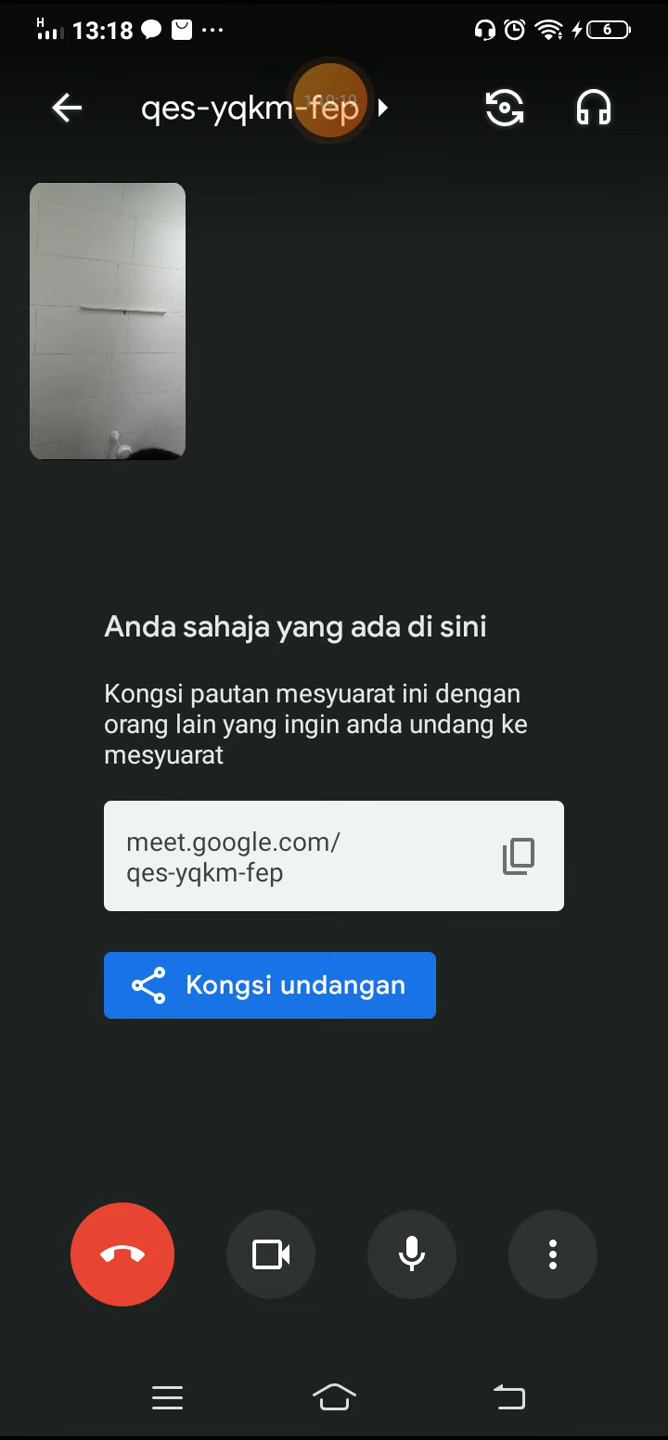 H
13:18
6
qes-yqkm-fep
Anda sahaja yang ada di sini
Kongsi pautan mesyuarat ini dengan
orang lain yang ingin anda undang ke
mesyuarat
meet.google.com/
qes-yqkm-fep
Kongsi undangan